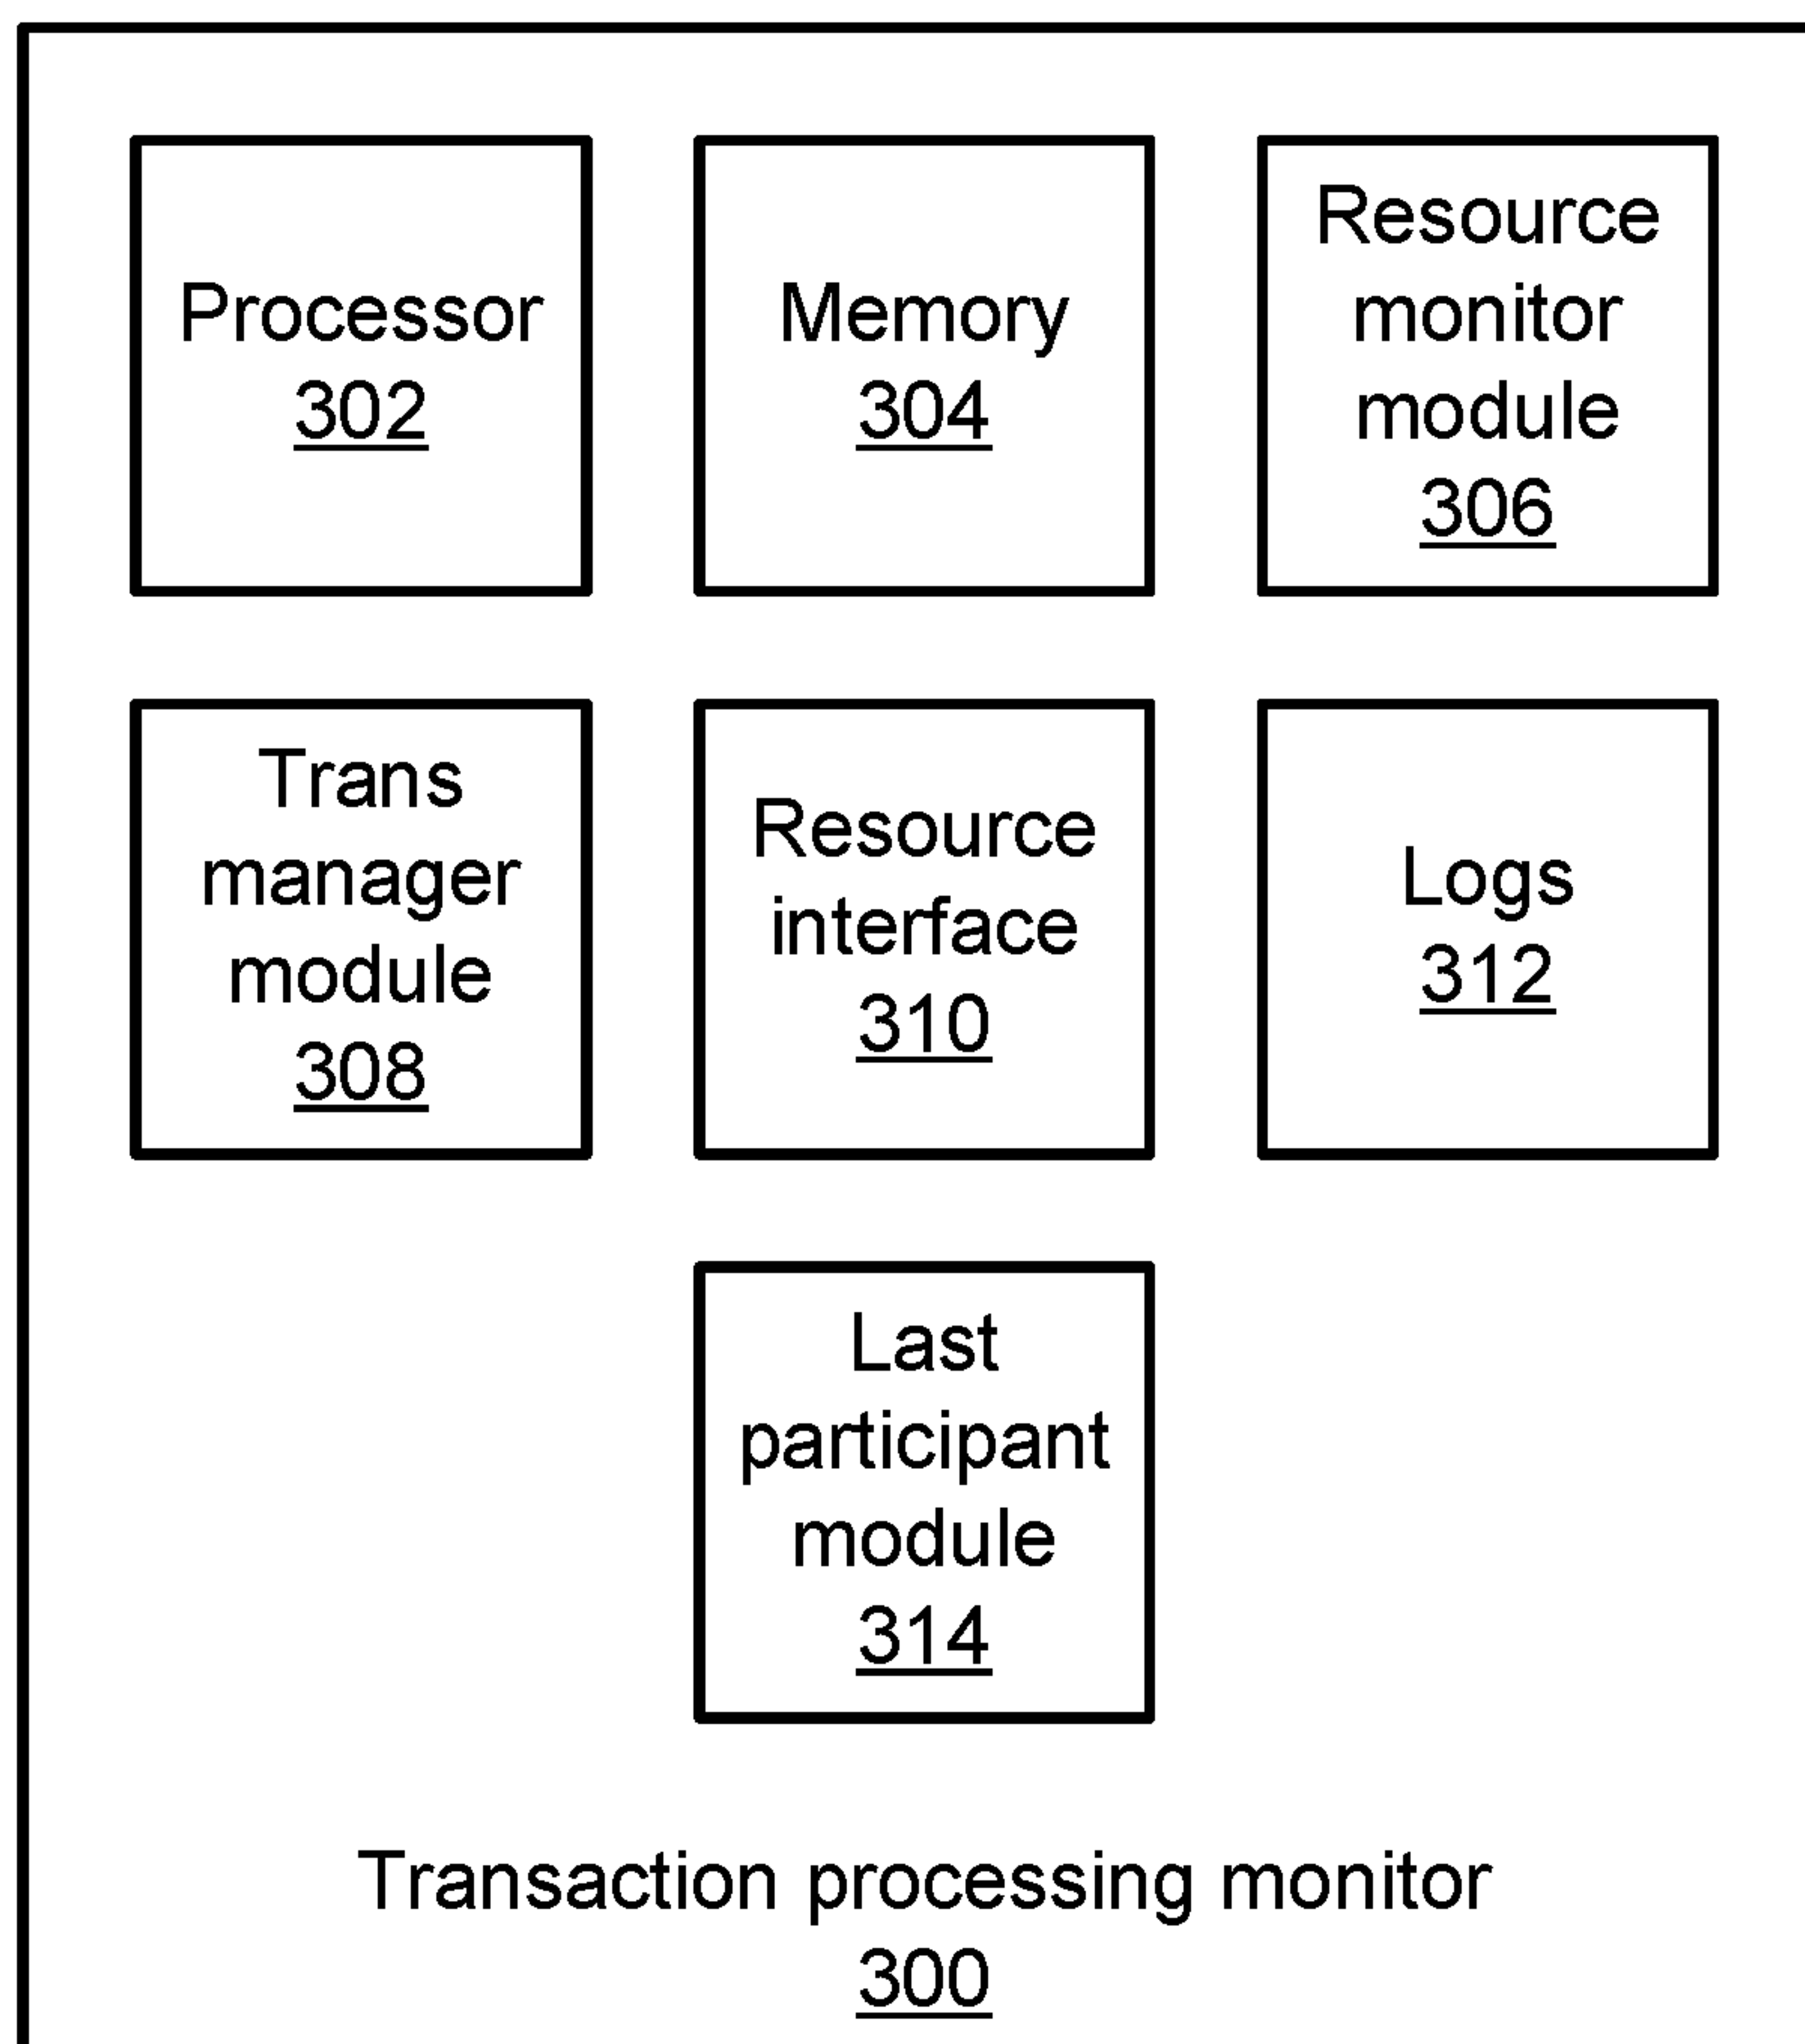 Processor
302
Memory
304
Resource
monitor
module
306
Trans
manager
module
308
Resource
interface
310
Logs
312
Last
participant
module
314
Transaction processing monitor
300